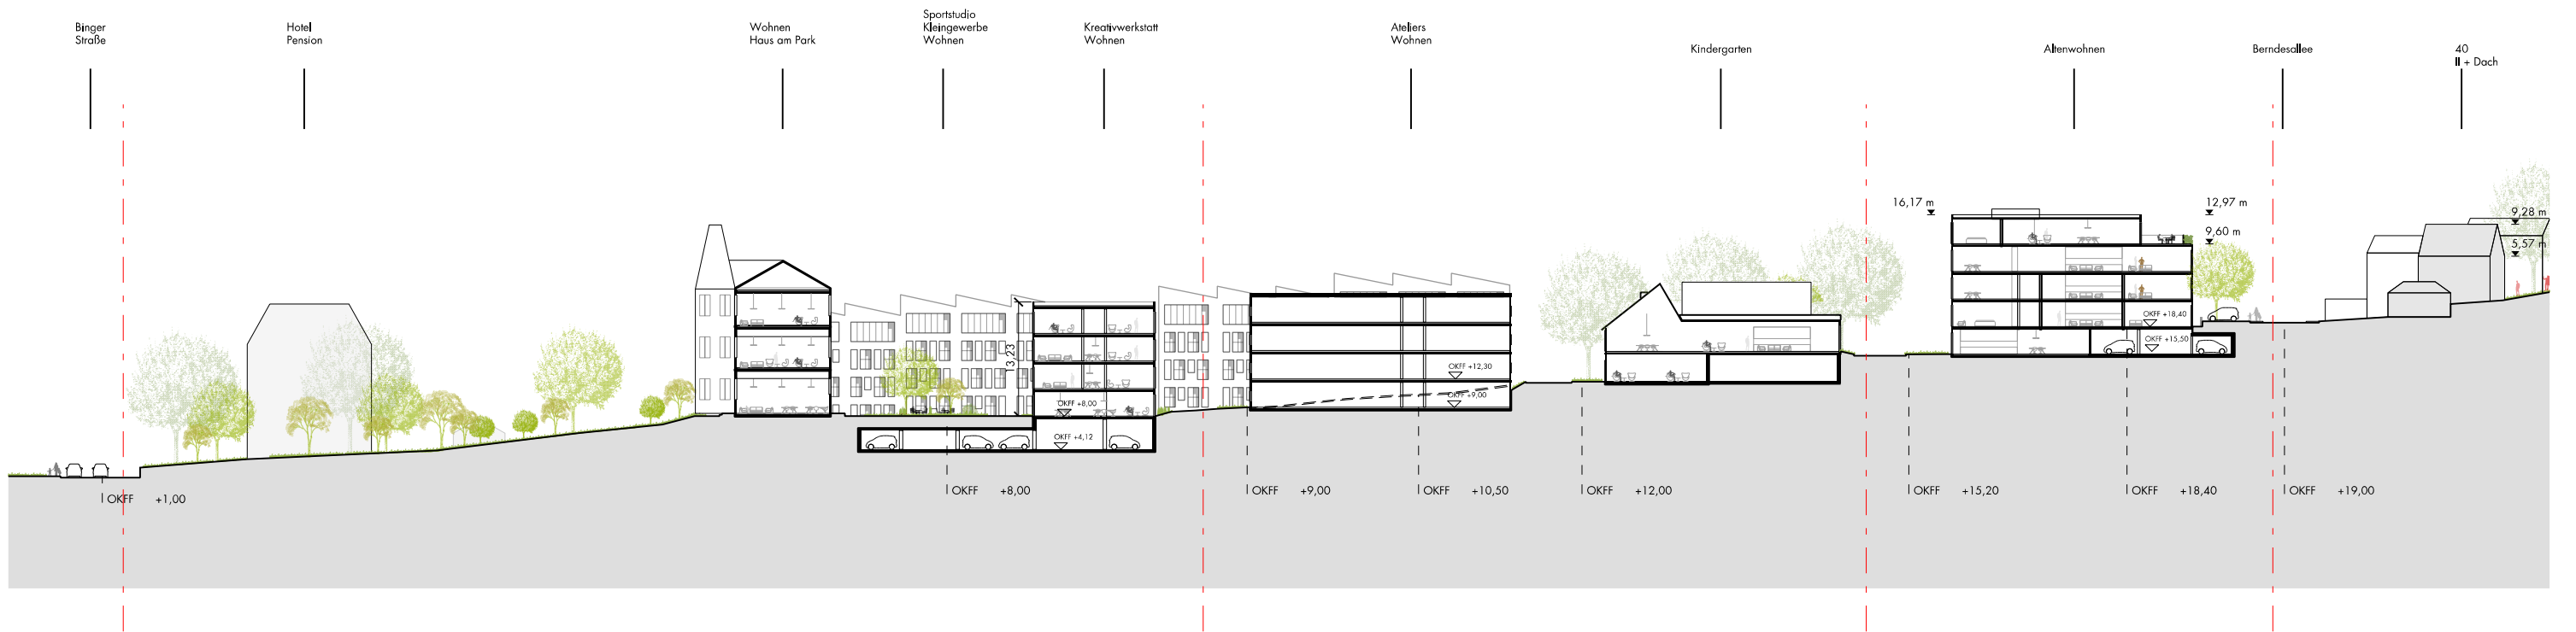 Binger
Straße
Hotel
Pension
Wohnen
Haus am Park
Sportstudio
Kleingewerbe
Wohnen
Kreativwerkstatt
Wohnen
Ateliers
Wohnen
Kindergarten
Altenwohnen
Berndesallee
40
II + Dach
16,17 m
12,97 m
9,60 m
9,28 m
5,57 m
13,23
OKFF +8,00
OKFF +4,12
OKFF +12,30
OKFF +9,00
OKFF +18,40
OKFF +15,50
OKFF +1,00
OKFF +8,00
OKFF +9,00
OKFF +10,50
OKFF +12,00
OKFF +15,20
OKFF +18,40
OKFF +19,00